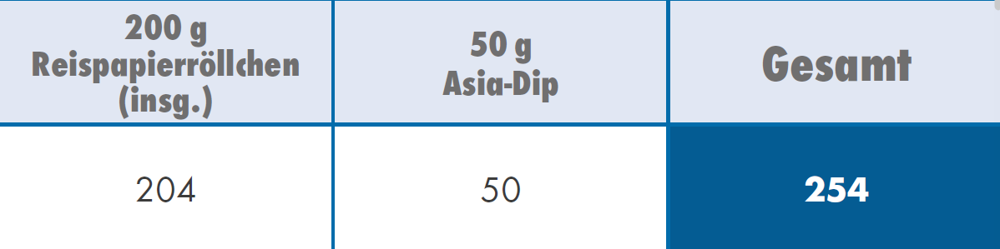 200 g
Reispapierröllchen
(insg.)
50 g
Asia-Dip
Gesamt
204
50
254